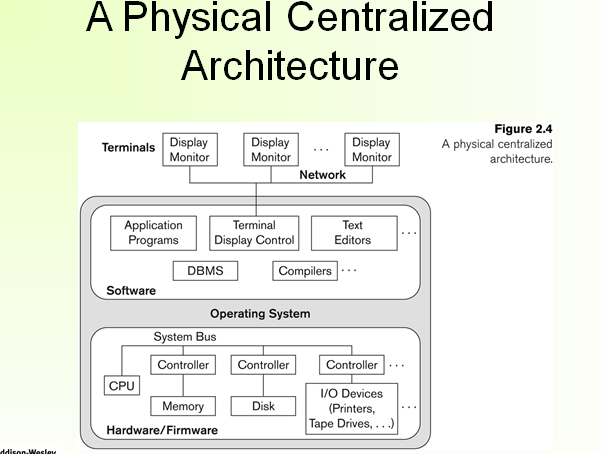 A Physical Centralized
Architecture
Figure 2.4
A physical centralized
architecture.
Terminals
Display
Monitor
Display
Monitor
. . .
Display
Monitor
Network
Application
Programs
Terminal
Display Control
Text
Editors
. . .
DBMS
Compilers
. . .
Software
Operating System
System Bus
Controller
Controller
Controller
. . .
CPU
Memory
Disk
I/O Devices
(Printers,
Tape Drives, . . .)
. . .
Hardware/Firmware
ddison-Wesley